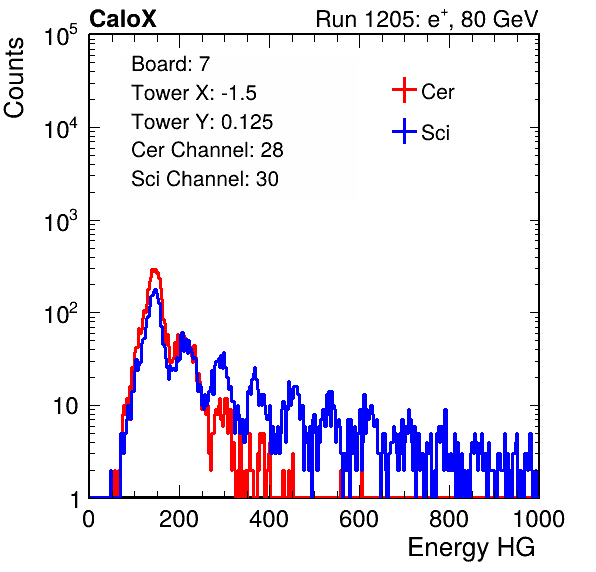 CaloX Run 1205: e⁺, 80 GeV
Counts
Board: 7
Tower X: -1.5
Tower Y: 0.125
Cer Channel: 28
Sci Channel: 30
Cer
Sci
10⁵
10⁴
10³
10²
10
1
0 200 400 600 800 1000
Energy HG